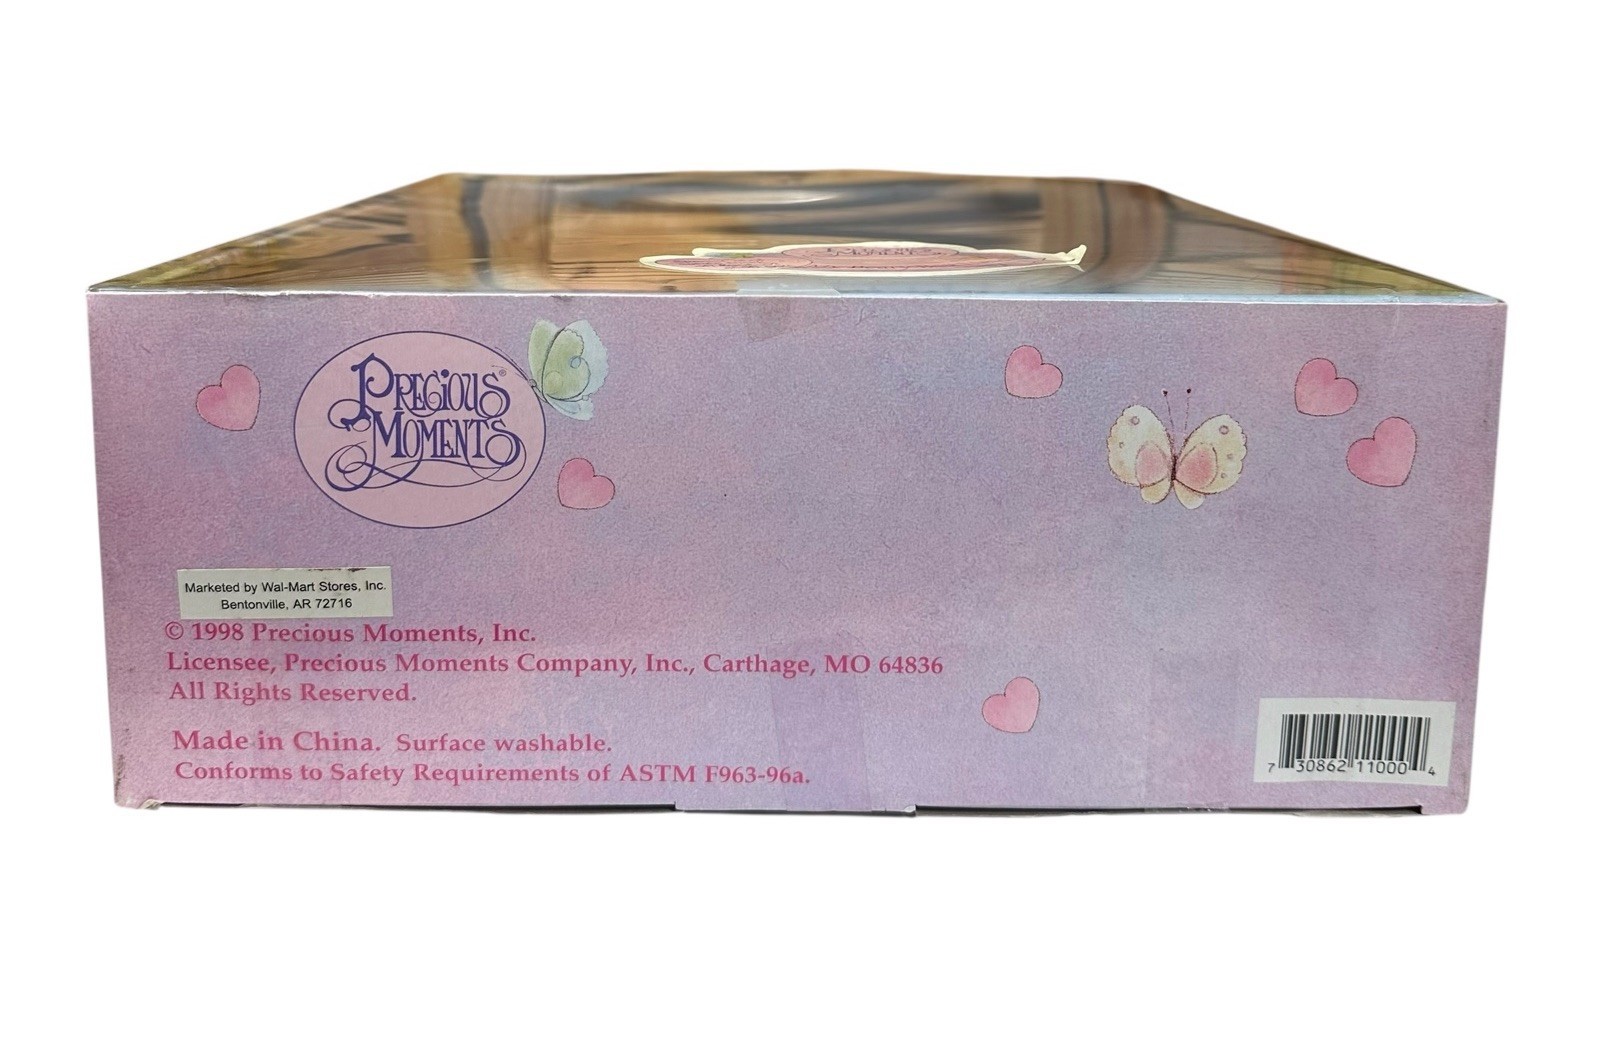 PRECIOUS
MOMENTS
PRECIOUS®
MOMENTS
Marketed by Wal-Mart Stores, Inc.
Bentonville, AR 72716
© 1998 Precious Moments, Inc.
Licensee, Precious Moments Company, Inc., Carthage, MO 64836
All Rights Reserved.
Made in China. Surface washable.
Conforms to Safety Requirements of ASTM F963-96a.
7 30862 11000 4